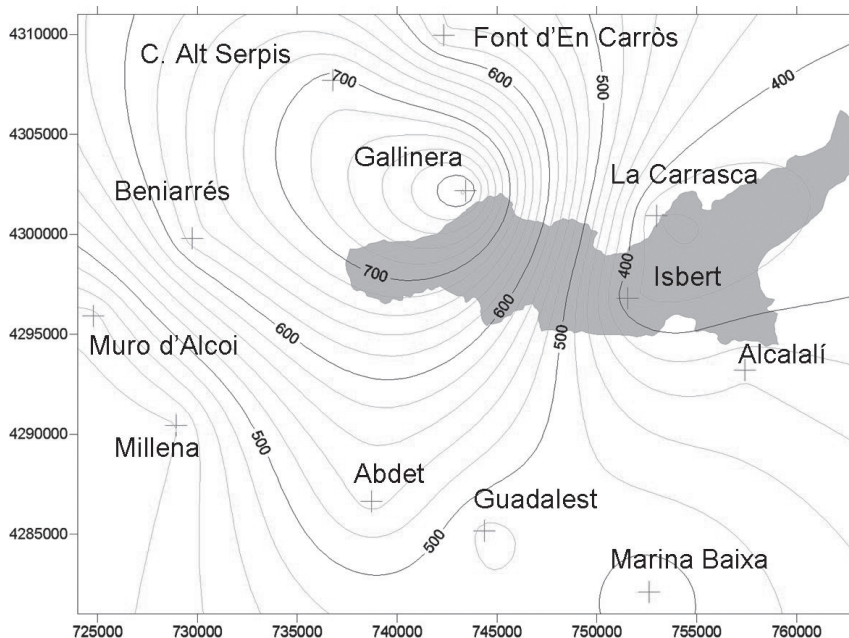 4310000
Font d'En Carròs
C. Alt Serpis
600
500
400
700
4305000
Gallinera
La Carrasca
Beniarrés
4300000
700
400
Isbert
600
4295000
Muro d'Alcoi
600
500
Alcalalí
4290000
Millena
500
Abdet
Guadalest
4285000
500
Marina Baixa
725000 730000 735000 740000 745000 750000 755000 760000